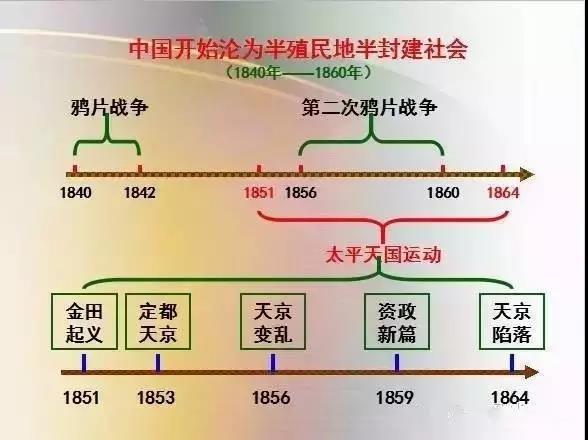 中国开始沦为半殖民地半封建社会
（1840年——1860年）
鸦片战争
第二次鸦片战争
1840
1842
1851
1856
1860
1864
太平天国运动
金田
起义
定都
天京
天京
变乱
资政
新篇
天京
陷落
1851
1853
1856
1859
1864